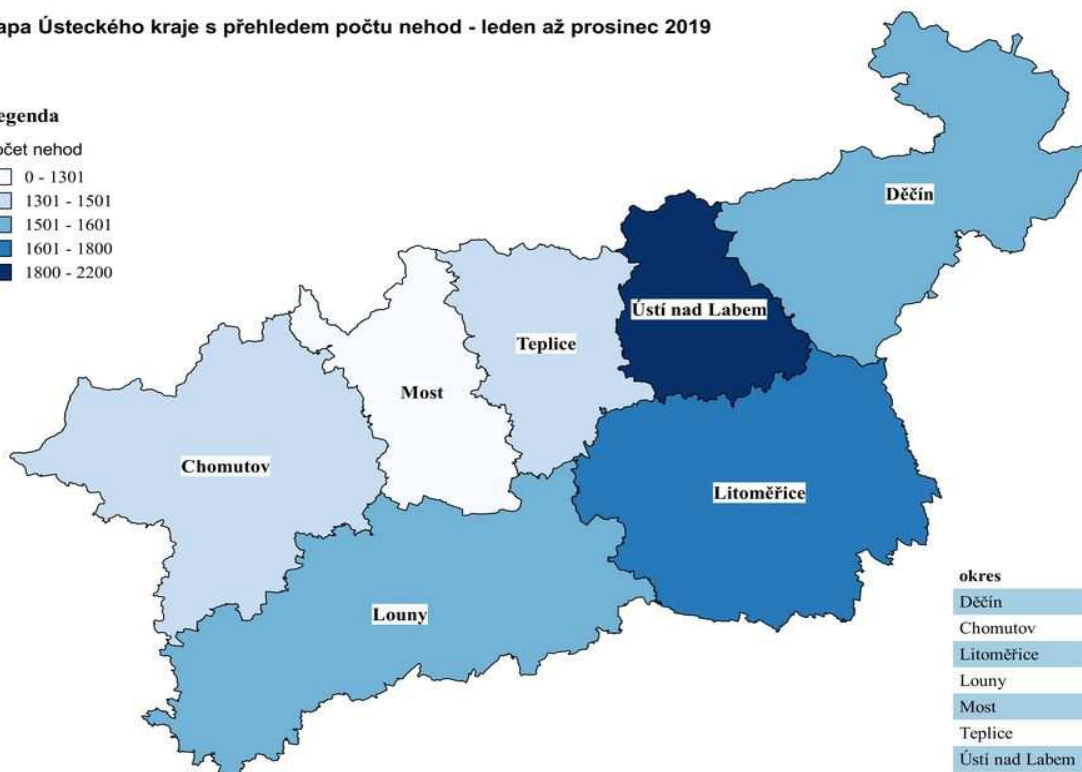 apa Ústeckého kraje s přehledem počtu nehod - leden až prosinec 2019
egenda
očet nehod
0 - 1301
1301 - 1501
1501 - 1601
1601 - 1800
1800 - 2200
Děčín
Ústí nad Labem
Teplice
Most
Chomutov
Litoměřice
Louny
okres
Děčín
Chomutov
Litoměřice
Louny
Most
Teplice
Ústí nad Labem